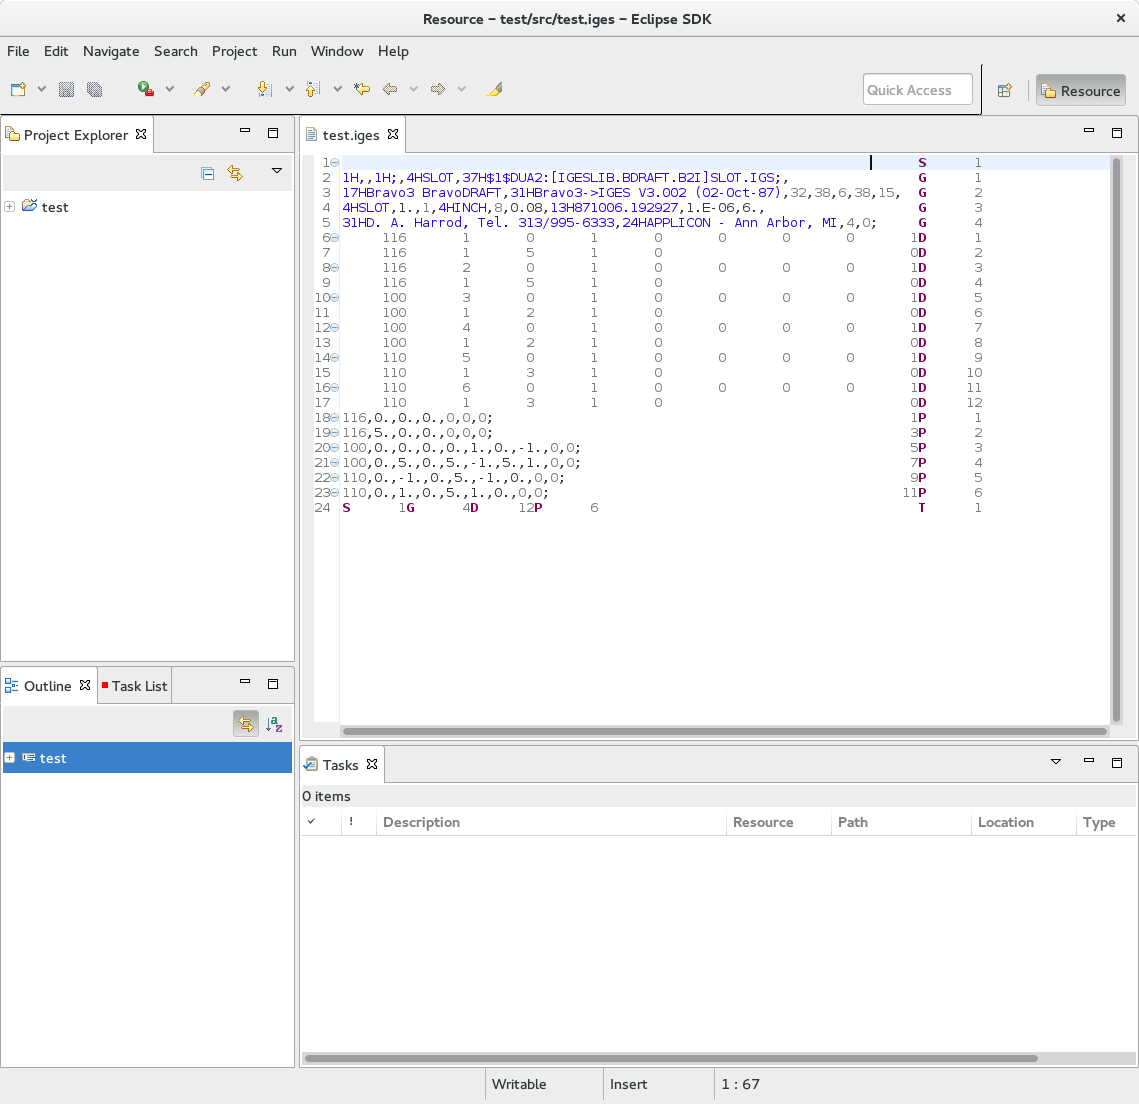 Resource – test/src/test.iges – Eclipse SDK
File Edit Navigate Search Project Run Window Help
Quick Access
Resource
Project Explorer
test
test.iges
1 S 1
2 1H,,1H;,4HSLOT,37H$1$DUA2:[IGESLIB.BDRAFT.B2I]SLOT.IGS;, G 1
3 17HBravo3 BravoDRAFT,31HBravo3->IGES V3.002 (02-Oct-87),32,38,6,38,15, G 2
4 4HSLOT,1.,1,4HINCH,8,0.08,13H871006.192927,1.E-06,6., G 3
5 31HD. A. Harrod, Tel. 313/995-6333,24HAPPLICON - Ann Arbor, MI,4,0; G 4
6 116 1 0 1 0 0 0 0 1D 1
7 116 1 5 1 0 0D 2
8 116 2 0 1 0 0 0 0 1D 3
9 116 1 5 1 0 0D 4
10 100 3 0 1 0 0 0 0 1D 5
11 100 1 2 1 0 0D 6
12 100 4 0 1 0 0 0 0 1D 7
13 100 1 2 1 0 0D 8
14 110 5 0 1 0 0 0 0 1D 9
15 110 1 3 1 0 0D 10
16 110 6 0 1 0 0 0 0 1D 11
17 110 1 3 1 0 0D 12
18 116,0.,0.,0.,0,0,0; 1P 1
19 116,5.,0.,0.,0,0,0; 3P 2
20 100,0.,0.,0.,0.,1.,0.,-1.,0,0; 5P 3
21 100,0.,5.,0.,5.,-1.,5.,1.,0,0; 7P 4
22 110,0.,-1.,0.,5.,-1.,0.,0,0; 9P 5
23 110,0.,1.,0.,5.,1.,0.,0,0; 11P 6
24 S 1G 4D 12P 6 T 1
Outline
Task List
test
Tasks
0 items
! Description Resource Path Location Type
Writable Insert 1 : 67